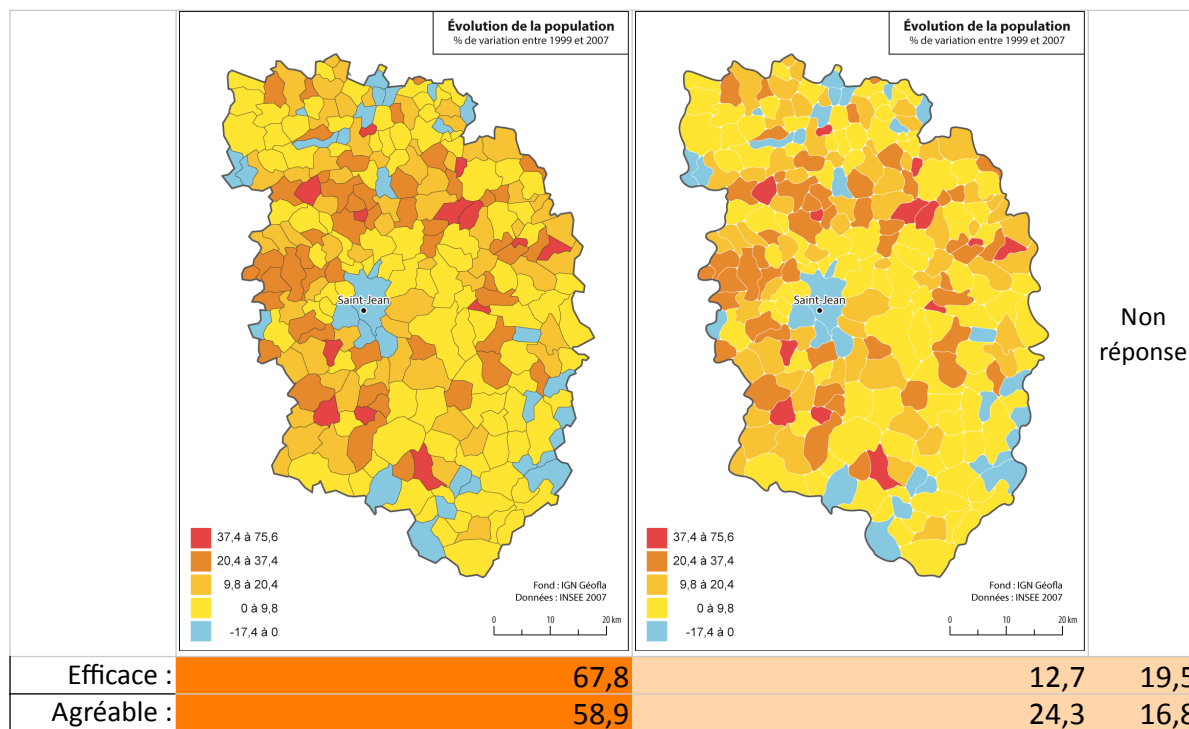 Évolution de la population
% de variation entre 1999 et 2007
Saint-Jean
37,4 à 75,6
20,4 à 37,4
9,8 à 20,4
0 à 9,8
-17,4 à 0
Fond : IGN Géofla
Données : INSEE 2007
0 10 20 km
Évolution de la population
% de variation entre 1999 et 2007
Saint-Jean
37,4 à 75,6
20,4 à 37,4
9,8 à 20,4
0 à 9,8
-17,4 à 0
Fond : IGN Géofla
Données : INSEE 2007
0 10 20 km
Non
réponse
Efficace : 67,8 12,7 19,5
Agréable : 58,9 24,3 16,8